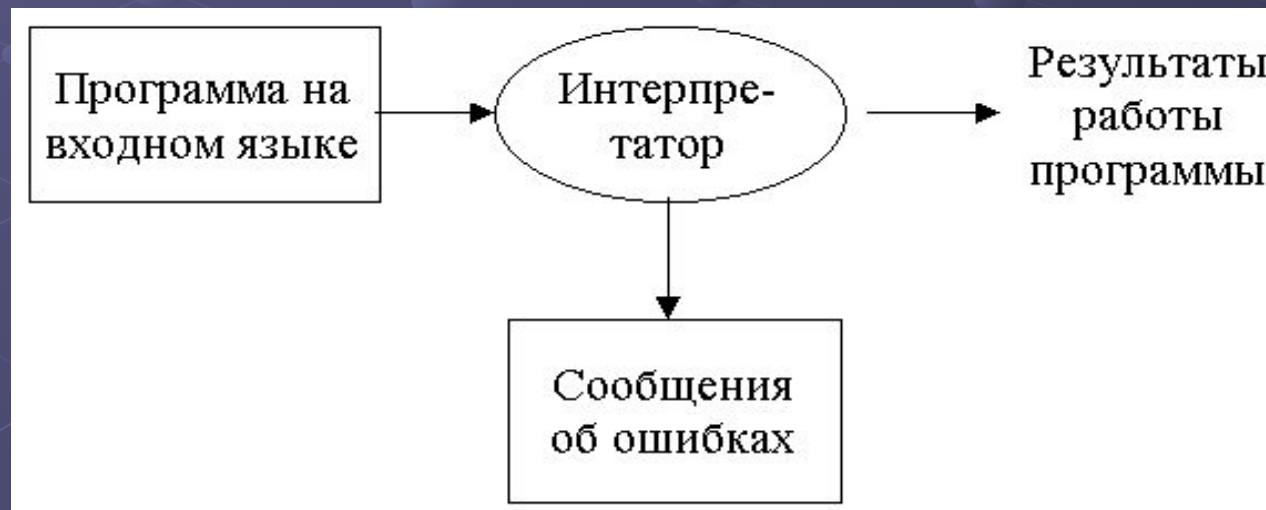 Программа на
входном языке
Интерпре-
татор
Результаты
работы
программы
Сообщения
об ошибках